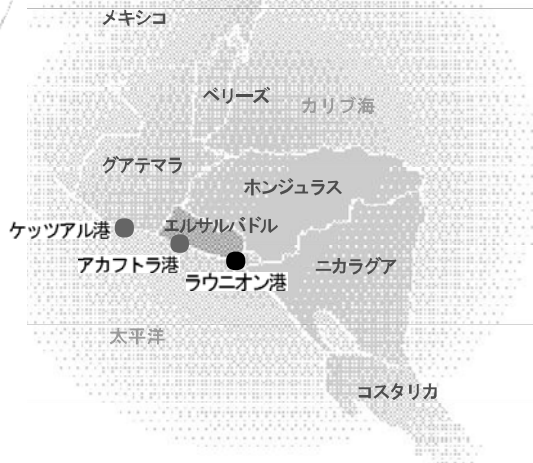 メキシコ
ベリーズ
カリブ海
グアテマラ
ホンジュラス
ケッツアル港
エルサルバドル
アカフトラ港
ニカラグア
ラウニオン港
太平洋
コスタリカ